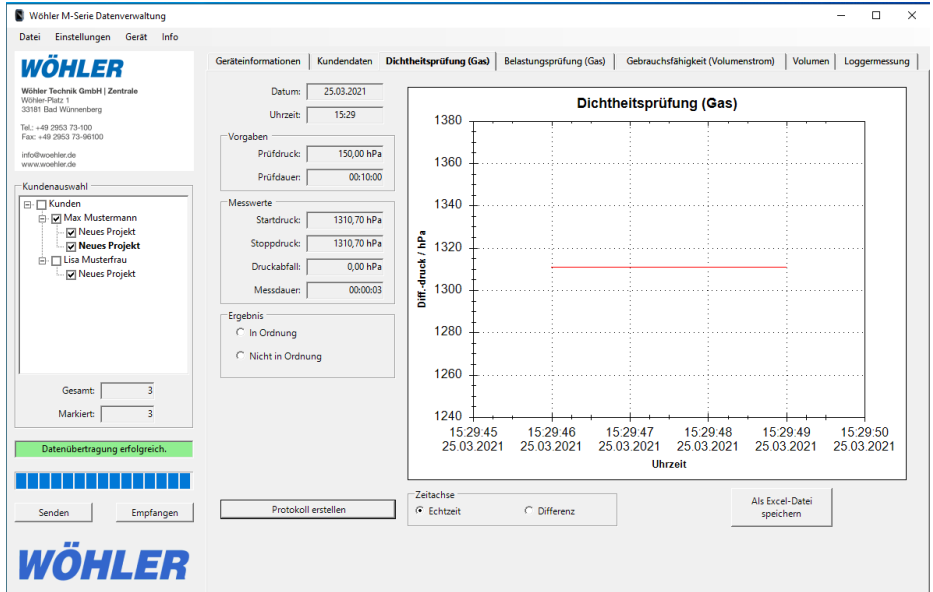 Wöhler M-Serie Datenverwaltung
Datei Einstellungen Gerät Info
WÖHLER
Wöhler Technik GmbH | Zentrale
Wöhler-Platz 1
33181 Bad Wünnenberg
Tel.: +49 2953 73-100
Fax: +49 2953 73-96100
info@woehler.de
www.woehler.de
Kundenauswahl
Kunden
Max Mustermann
Neues Projekt
Neues Projekt
Lisa Musterfrau
Neues Projekt
Gesamt: 3
Markiert: 3
Datenübertragung erfolgreich.
Senden Empfangen
WÖHLER
Geräteinformationen Kundendaten Dichtheitsprüfung (Gas) Belastungsprüfung (Gas) Gebrauchsfähigkeit (Volumenstrom) Volumen Loggermessung
Datum: 25.03.2021
Uhrzeit: 15:29
Vorgaben
Prüfdruck: 150,00 hPa
Prüfdauer: 00:10:00
Messwerte
Startdruck: 1310,70 hPa
Stoppdruck: 1310,70 hPa
Druckabfall: 0,00 hPa
Messdauer: 00:00:03
Ergebnis
In Ordnung
Nicht in Ordnung
Protokoll erstellen
Dichtheitsprüfung (Gas)
Diff.-druck / hPa
1380
1360
1340
1320
1300
1280
1260
1240
15:29:45 15:29:46 15:29:47 15:29:48 15:29:49 15:29:50
25.03.2021 25.03.2021 25.03.2021 25.03.2021 25.03.2021 25.03.2021
Uhrzeit
Zeitachse
Echtzeit Differenz
Als Excel-Datei
speichern